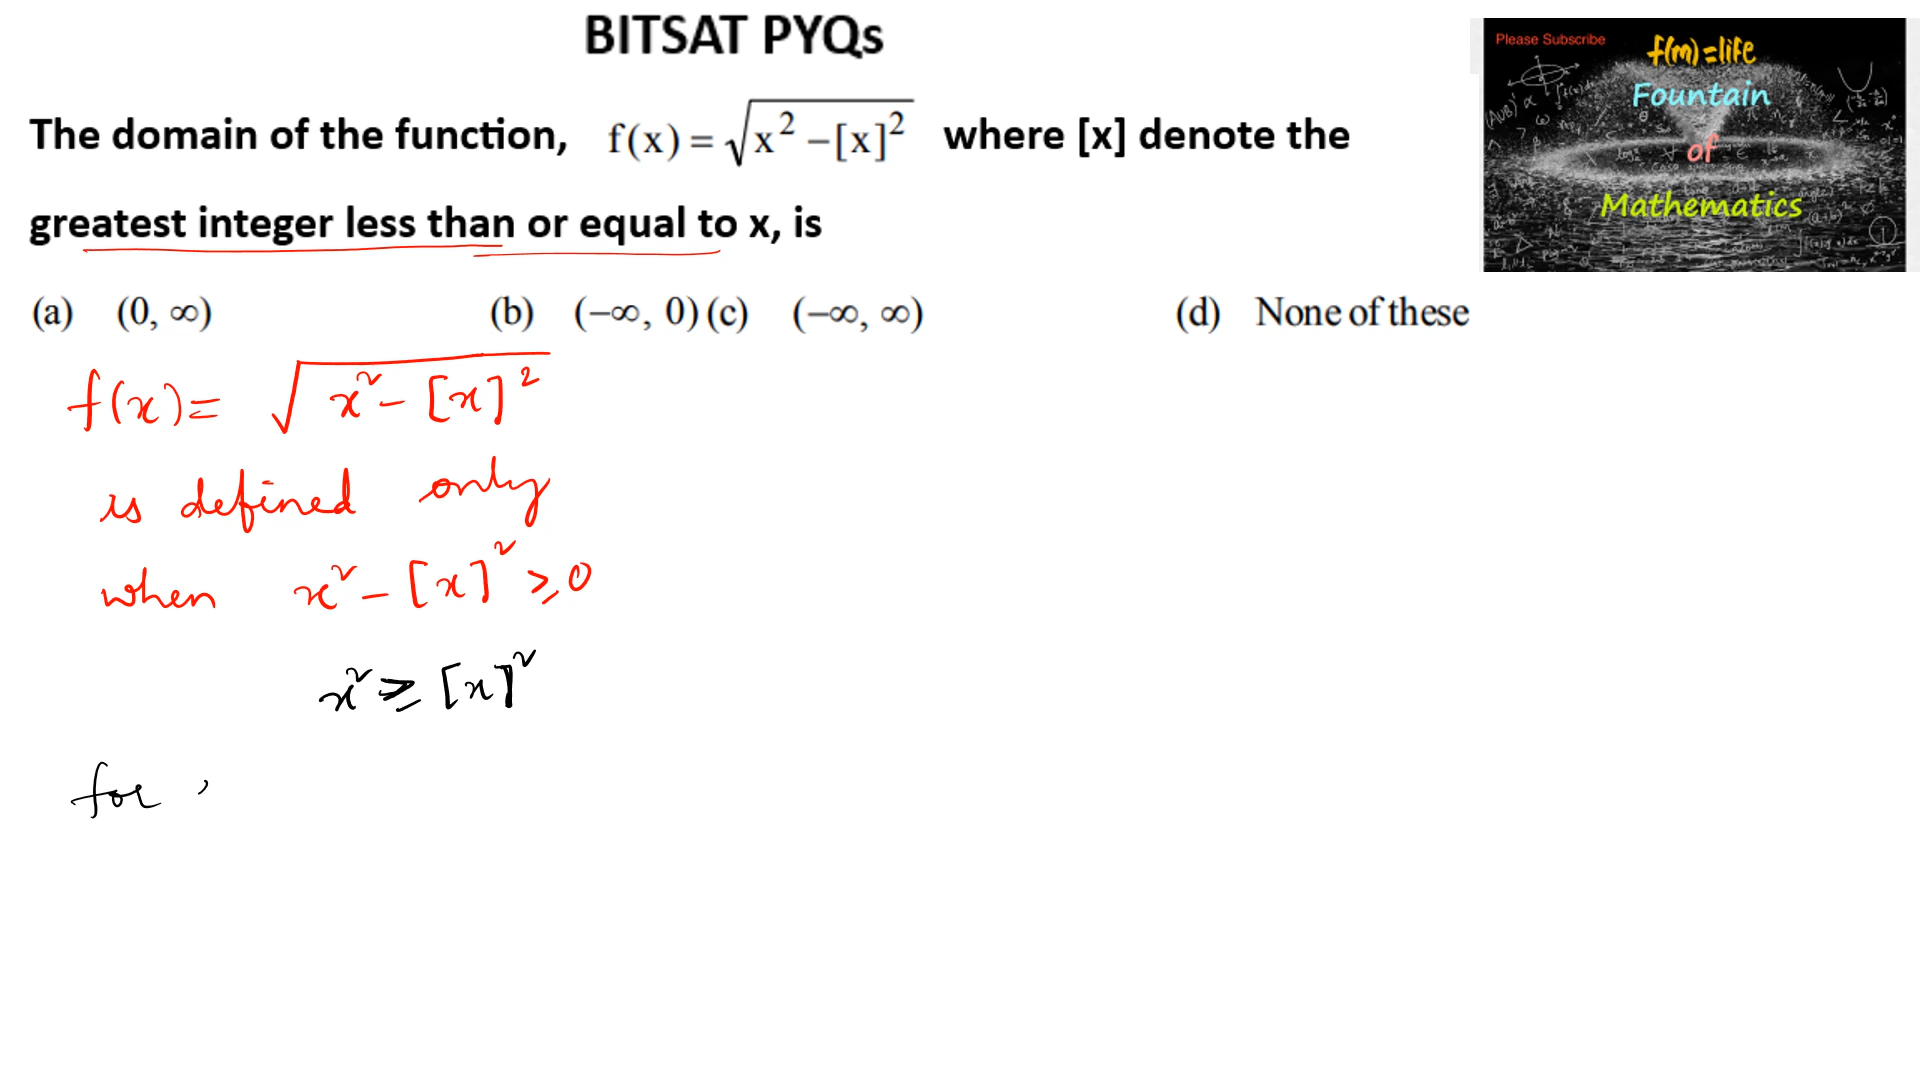 BITSAT PYQs
Please Subscribe
f(m)=life
Fountain
of
Mathematics
The domain of the function, f(x) = √(x² – [x]²) where [x] denote the
greatest integer less than or equal to x, is
(a) (0, ∞) (b) (–∞, 0) (c) (–∞, ∞) (d) None of these
f(x) = √(x² – [x]²)
is defined only
when x² – [x]² ≥ 0
x² ≥ [x]²
for